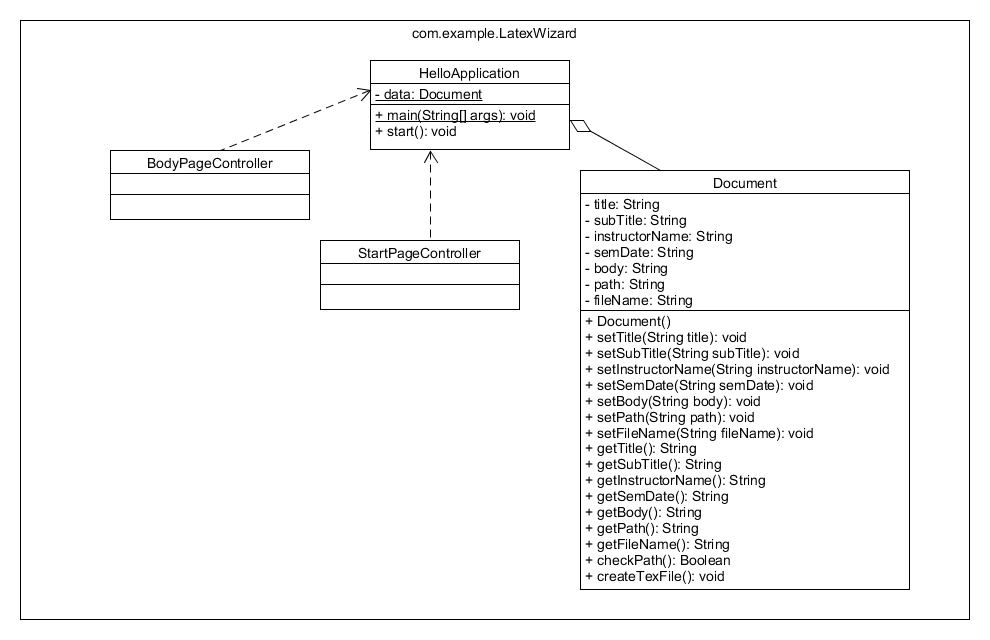 com.example.LatexWizard
HelloApplication
- data: Document
+ main(String[] args): void
+ start(): void
BodyPageController
StartPageController
Document
- title: String
- subTitle: String
- instructorName: String
- semDate: String
- body: String
- path: String
- fileName: String
+ Document()
+ setTitle(String title): void
+ setSubTitle(String subTitle): void
+ setInstructorName(String instructorName): void
+ setSemDate(String semDate): void
+ setBody(String body): void
+ setPath(String path): void
+ setFileName(String fileName): void
+ getTitle(): String
+ getSubTitle(): String
+ getInstructorName(): String
+ getSemDate(): String
+ getBody(): String
+ getPath(): String
+ getFileName(): String
+ checkPath(): Boolean
+ createTexFile(): void